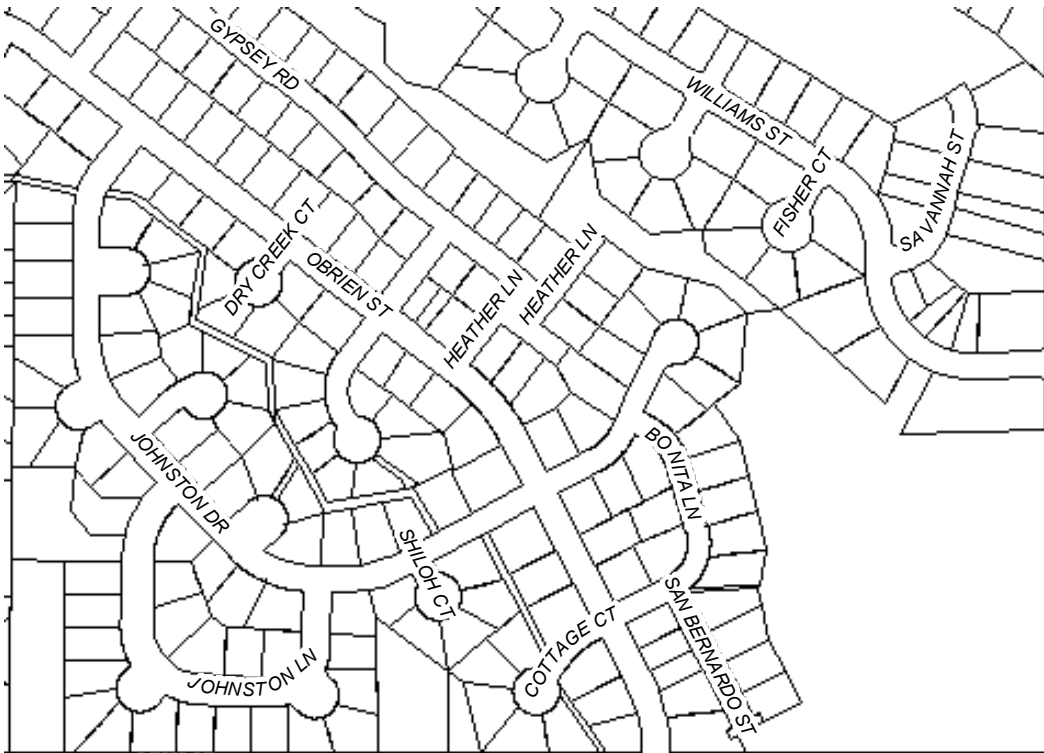 GYPSEY RD
WILLIAMS ST
FISHER CT
SAVANNAH ST
DRY CREEK CT
OBRIEN ST
HEATHER LN
HEATHER LN
JOHNSTON DR
BONITA LN
SHILOH CT
COTTAGE CT
SAN BERNARDO ST
JOHNSTON LN